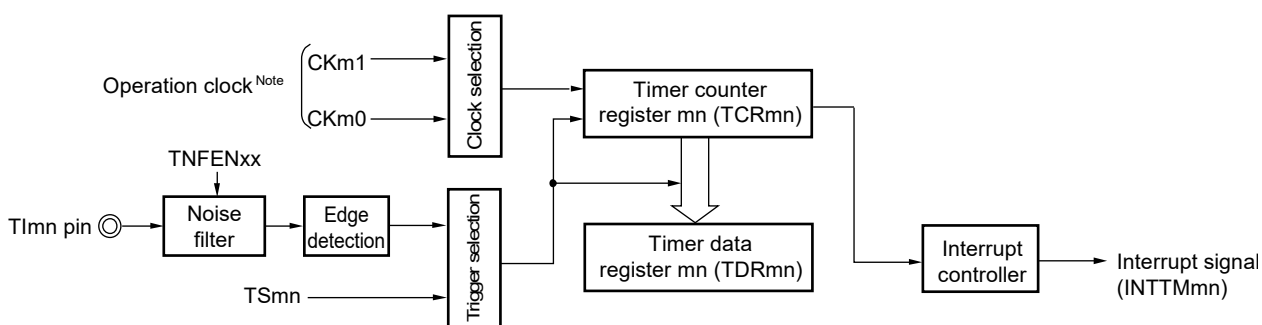 CKm1
Operation clock Note
CKm0
Clock selection
Timer counter
register mn (TCRmn)
TNFENxx
TImn pin
Noise
filter
Edge
detection
TSmn
Trigger selection
Timer data
register mn (TDRmn)
Interrupt
controller
Interrupt signal
(INTTMmn)